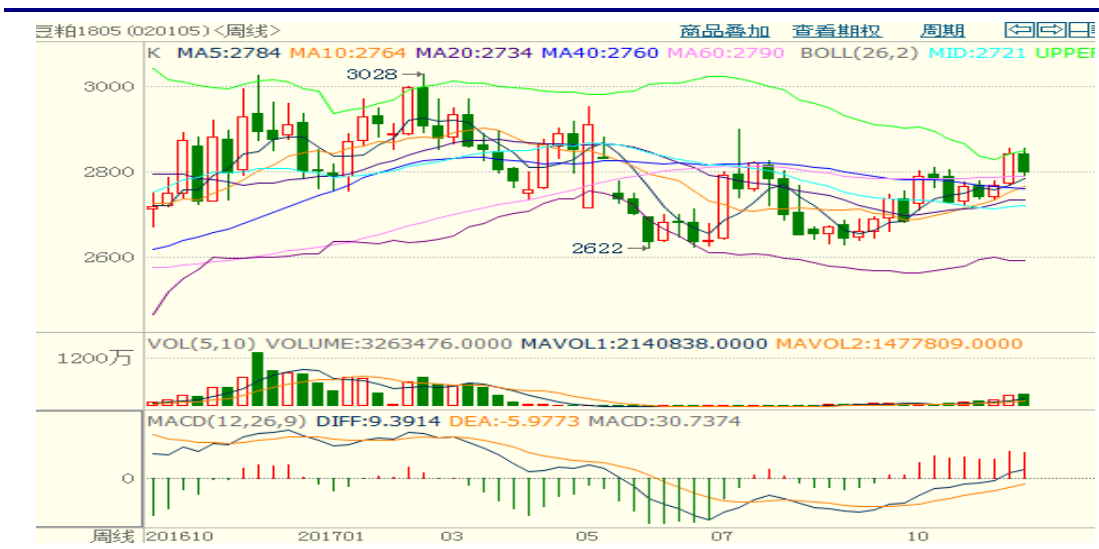 豆粕1805 (020105)<周线> 商品叠加 查看期权 周期
K MA5:2784 MA10:2764 MA20:2734 MA40:2760 MA60:2790 BOLL(26,2) MID:2721 UPPER
3028
3000
2800
2622
2600
VOL(5,10) VOLUME:3263476.0000 MAVOL1:2140838.0000 MAVOL2:1477809.0000
1200万
MACD(12,26,9) DIFF:9.3914 DEA:-5.9773 MACD:30.7374
0
周线 201610 201701 03 05 07 10